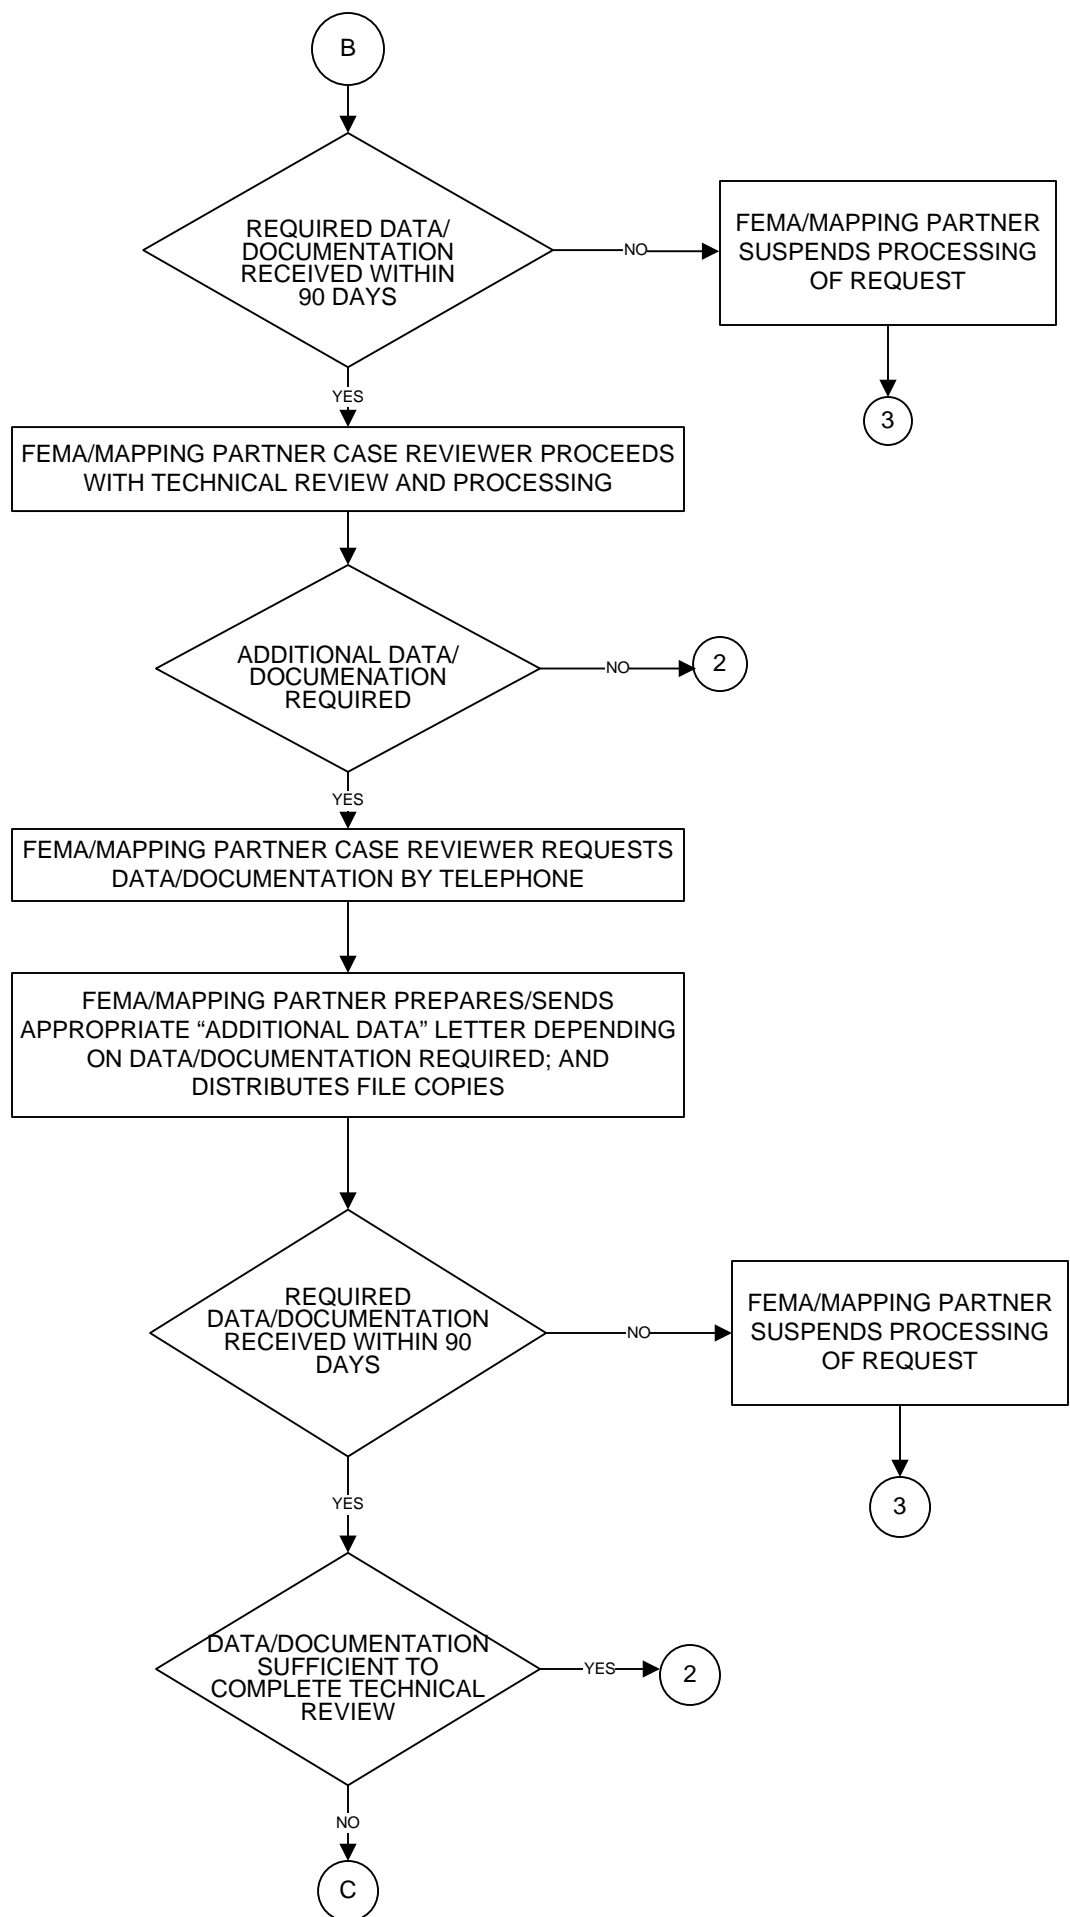 B
REQUIRED DATA/
DOCUMENTATION
RECEIVED WITHIN
90 DAYS
NO
FEMA/MAPPING PARTNER
SUSPENDS PROCESSING
OF REQUEST
3
YES
FEMA/MAPPING PARTNER CASE REVIEWER PROCEEDS
WITH TECHNICAL REVIEW AND PROCESSING
ADDITIONAL DATA/
DOCUMENATION
REQUIRED
NO
2
YES
FEMA/MAPPING PARTNER CASE REVIEWER REQUESTS
DATA/DOCUMENTATION BY TELEPHONE
FEMA/MAPPING PARTNER PREPARES/SENDS
APPROPRIATE “ADDITIONAL DATA” LETTER DEPENDING
ON DATA/DOCUMENTATION REQUIRED; AND
DISTRIBUTES FILE COPIES
REQUIRED
DATA/DOCUMENTATION
RECEIVED WITHIN 90
DAYS
NO
FEMA/MAPPING PARTNER
SUSPENDS PROCESSING
OF REQUEST
3
YES
DATA/DOCUMENTATION
SUFFICIENT TO
COMPLETE TECHNICAL
REVIEW
YES
2
NO
C